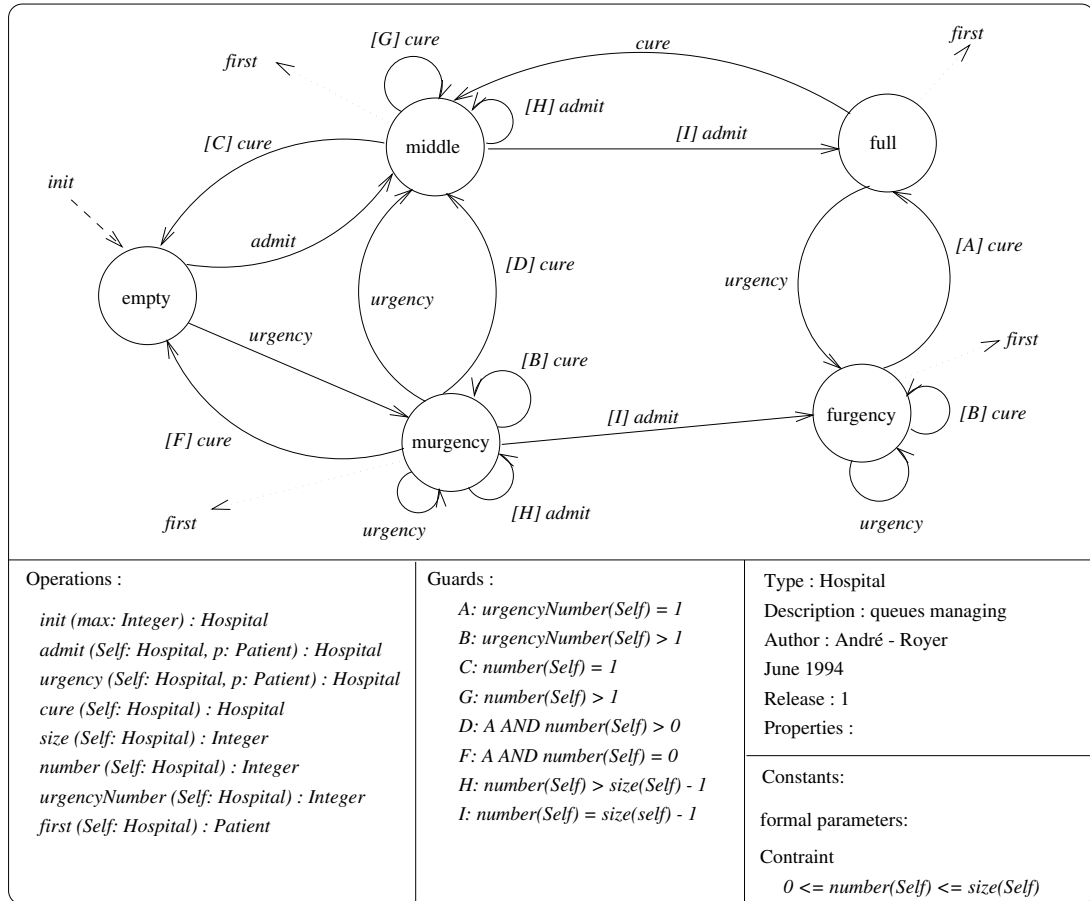 [G] cure
cure
first
first
[H] admit
[C] cure
middle
[I] admit
full
init
admit
[D] cure
[A] cure
empty
urgency
urgency
urgency
first
[B] cure
[I] admit
furgency
[B] cure
[F] cure
murgency
first
urgency
[H] admit
urgency
Operations :
init (max: Integer) : Hospital
admit (Self: Hospital, p: Patient) : Hospital
urgency (Self: Hospital, p: Patient) : Hospital
cure (Self: Hospital) : Hospital
size (Self: Hospital) : Integer
number (Self: Hospital) : Integer
urgencyNumber (Self: Hospital) : Integer
first (Self: Hospital) : Patient
Guards :
A: urgencyNumber(Self) = 1
B: urgencyNumber(Self) > 1
C: number(Self) = 1
G: number(Self) > 1
D: A AND number(Self) > 0
F: A AND number(Self) = 0
H: number(Self) > size(Self) - 1
I: number(Self) = size(self) - 1
Type : Hospital
Description : queues managing
Author : André - Royer
June 1994
Release : 1
Properties :
Constants:
formal parameters:
Contraint
0 <= number(Self) <= size(Self)